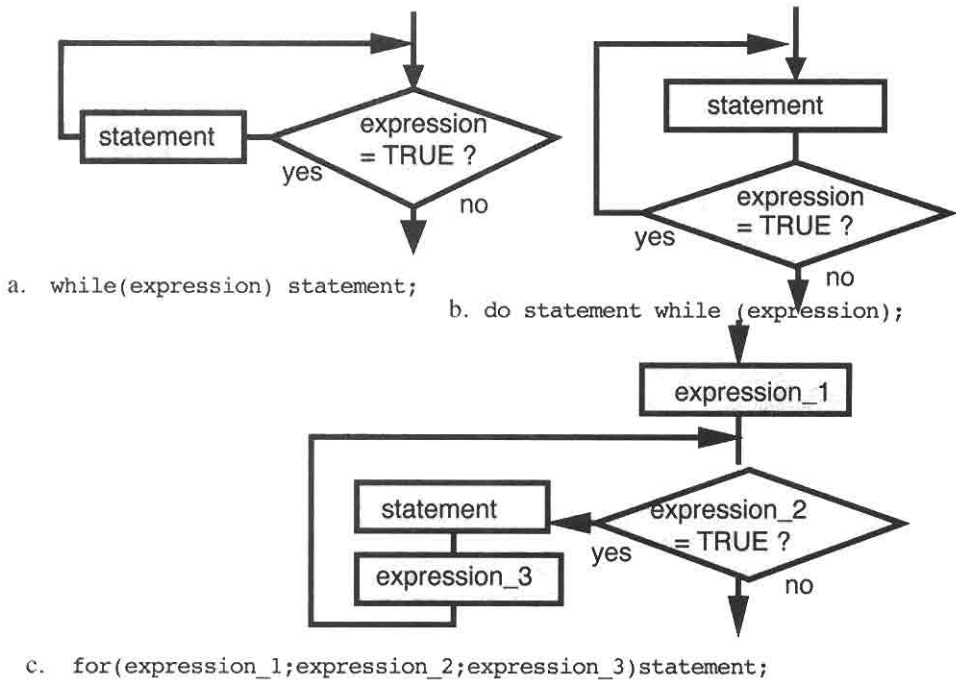 statement
expression
= TRUE ?
yes
no
a. while(expression) statement;
statement
expression
= TRUE ?
yes
no
b. do statement while (expression);
expression_1
expression_2
= TRUE ?
yes
no
statement
expression_3
c. for(expression_1;expression_2;expression_3)statement;